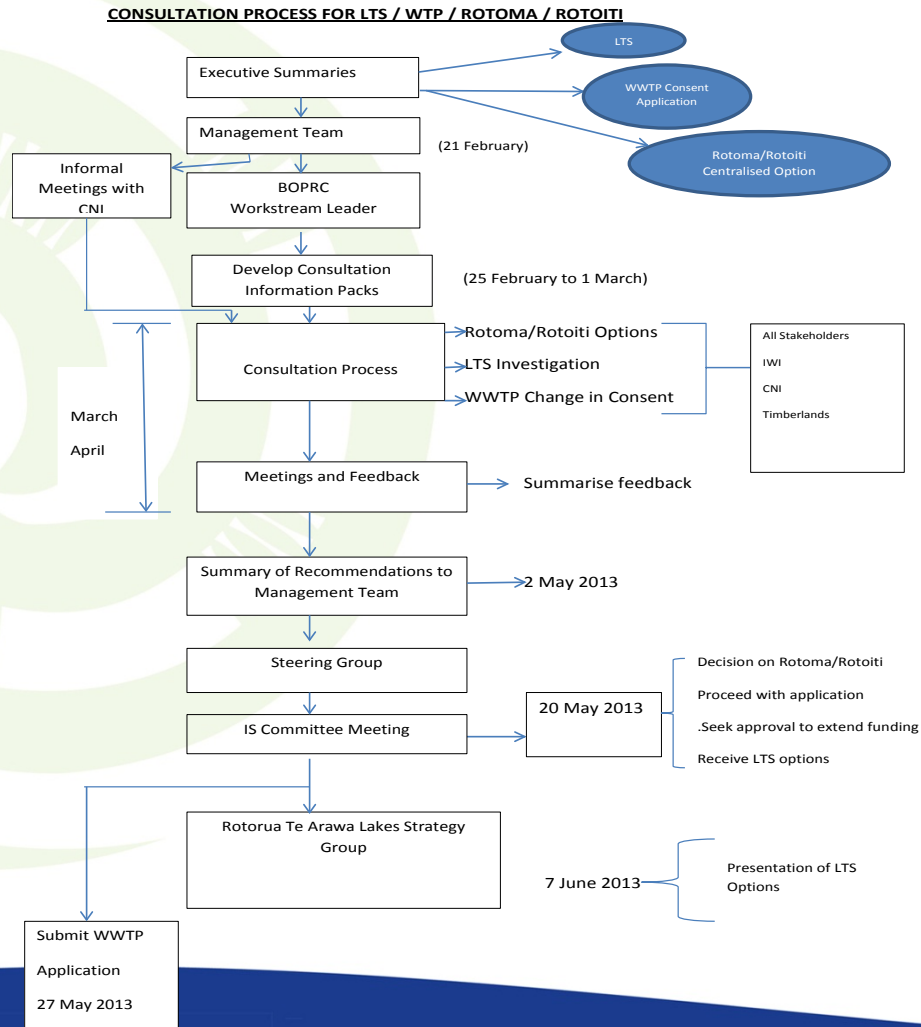 CONSULTATION PROCESS FOR LTS / WTP / ROTOMA / ROTOITI
LTS
Executive Summaries
WWTP Consent
Application
Management Team
(21 February)
Rotoma/Rotoiti
Centralised Option
Informal
Meetings with
CNI
BOPRC
Workstream Leader
Develop Consultation
Information Packs
(25 February to 1 March)
Consultation Process
Rotoma/Rotoiti Options
LTS Investigation
WWTP Change in Consent
All Stakeholders
IWI
CNI
Timberlands
March
April
Meetings and Feedback
Summarise feedback
Summary of Recommendations to
Management Team
2 May 2013
Steering Group
IS Committee Meeting
20 May 2013
Decision on Rotoma/Rotoiti
Proceed with application
.Seek approval to extend funding
Receive LTS options
Rotorua Te Arawa Lakes Strategy
Group
7 June 2013
Presentation of LTS
Options
Submit WWTP
Application
27 May 2013